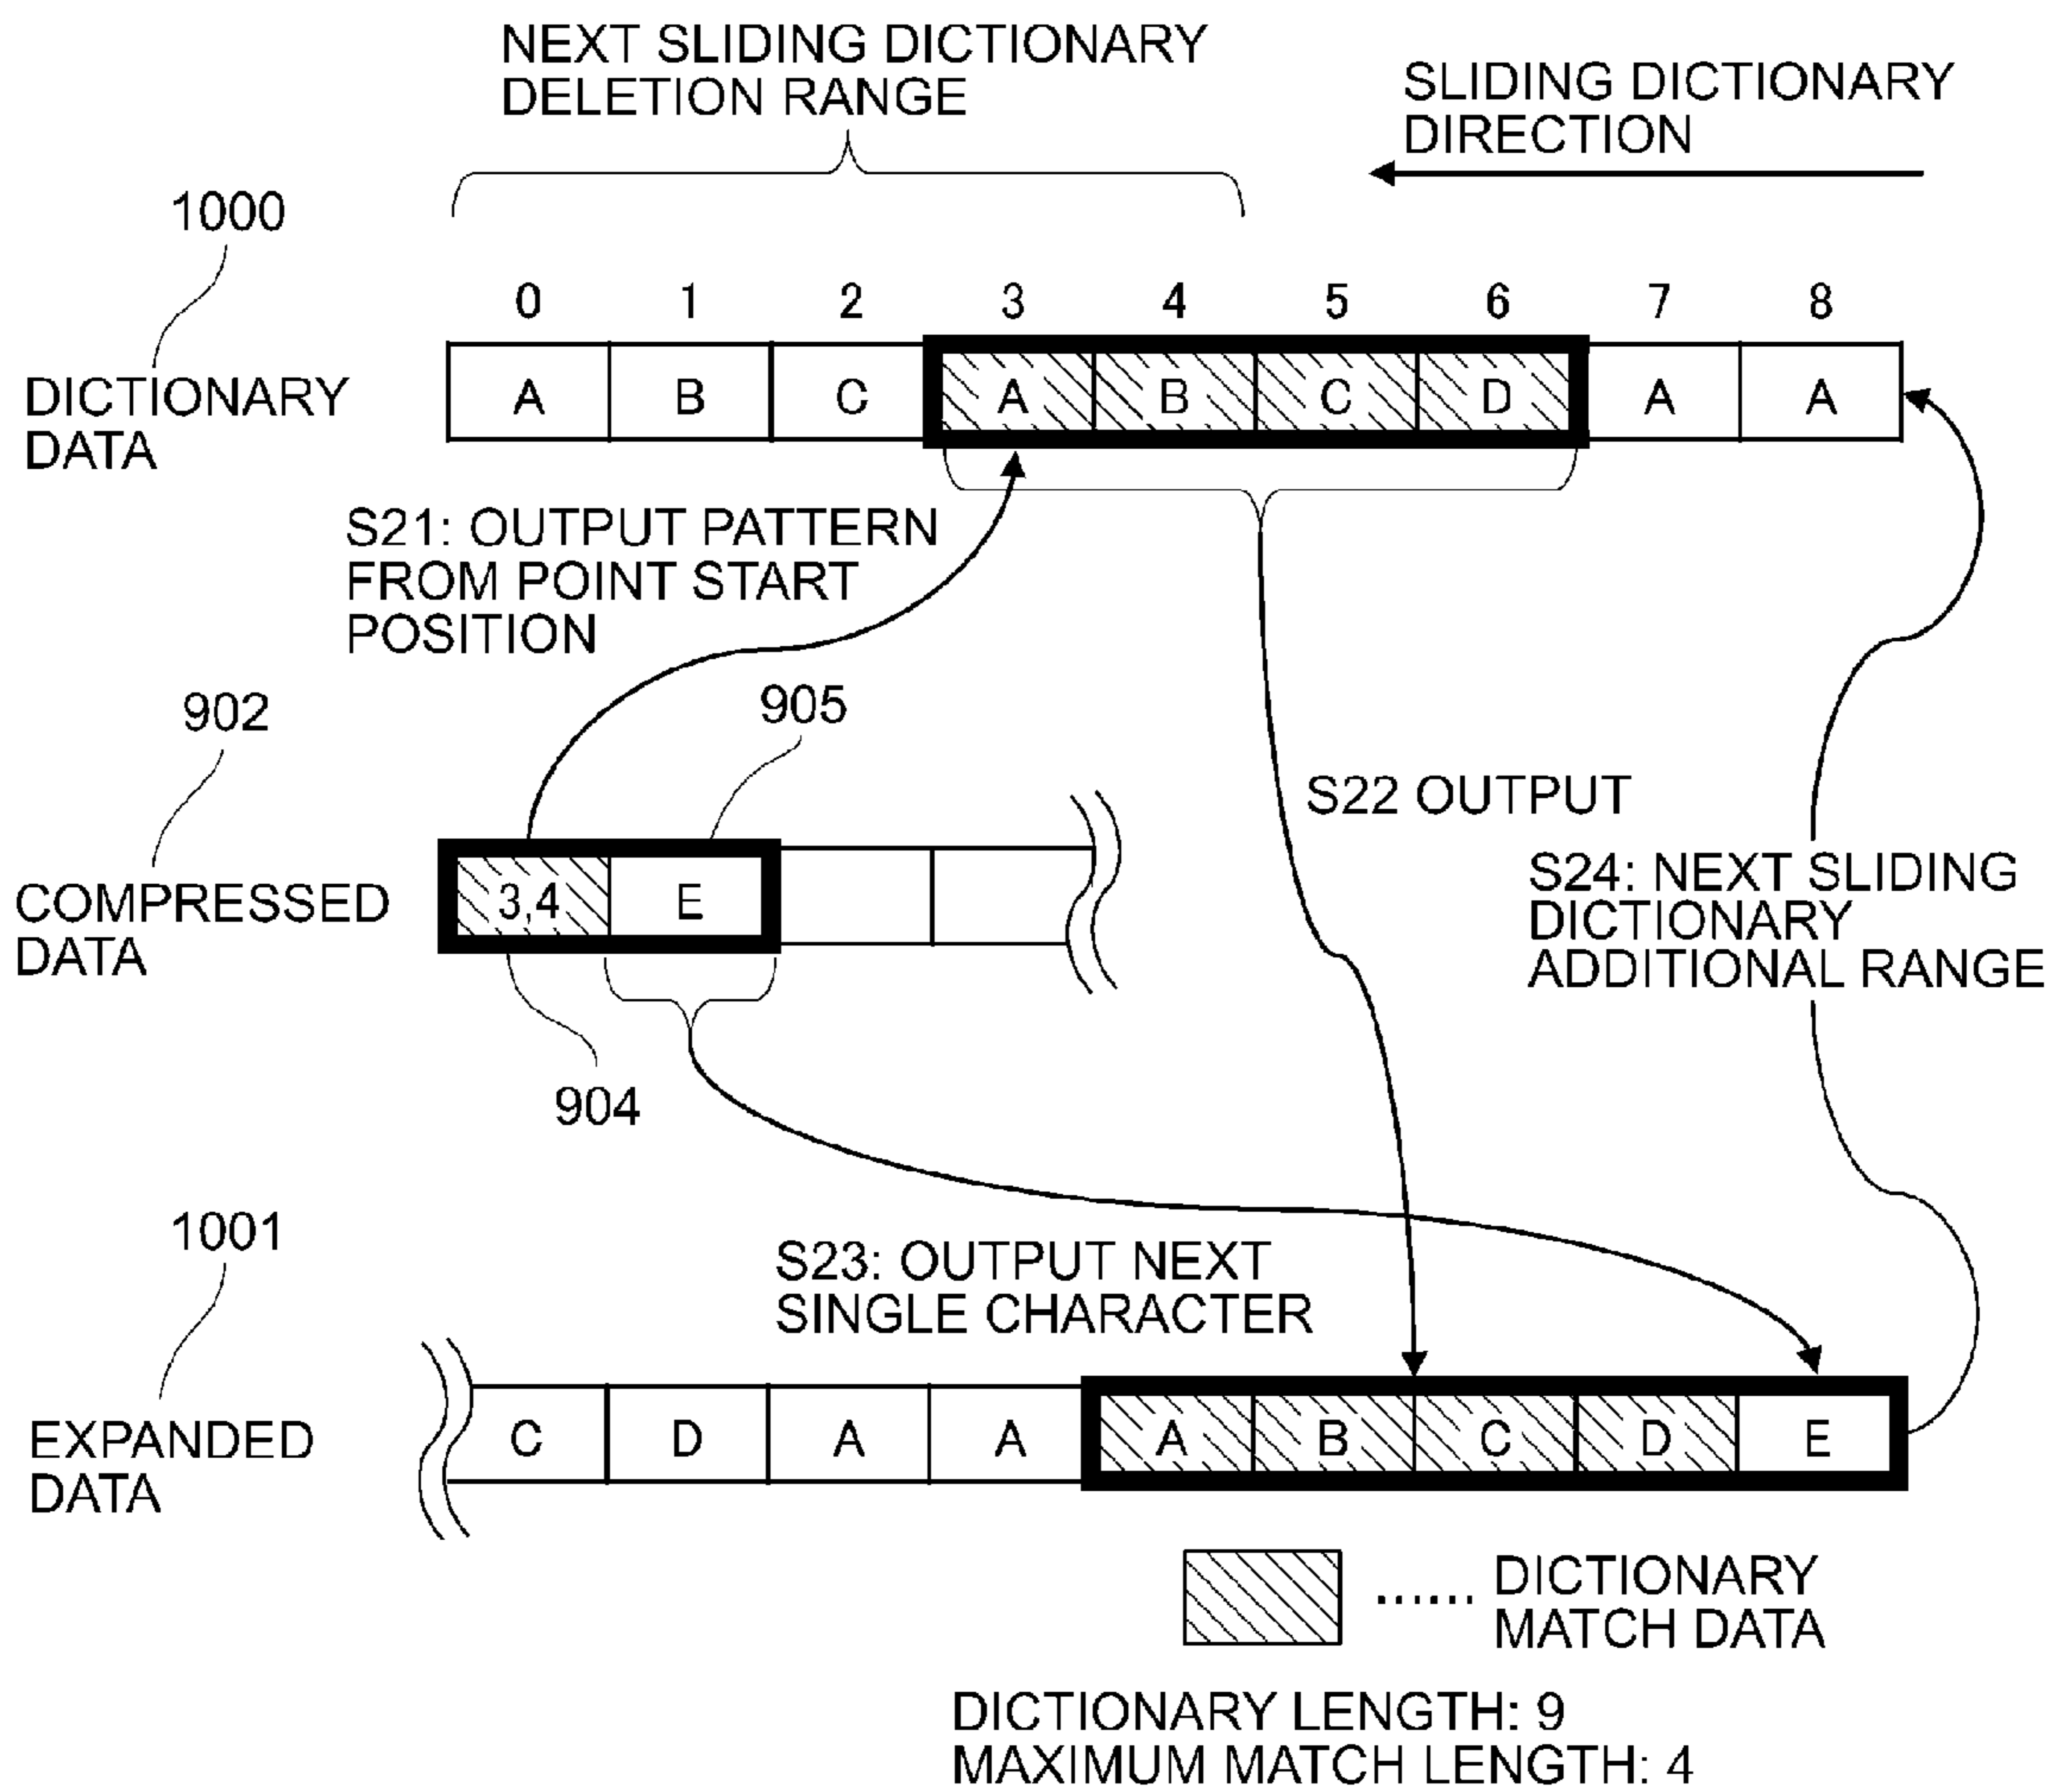 NEXT SLIDING DICTIONARY
DELETION RANGE
SLIDING DICTIONARY
DIRECTION
1000
0 1 2 3 4 5 6 7 8
DICTIONARY
DATA
A B C A B C D A A
S21: OUTPUT PATTERN
FROM POINT START
POSITION
902
905
S22 OUTPUT
COMPRESSED
DATA
3,4 E
S24: NEXT SLIDING
DICTIONARY
ADDITIONAL RANGE
904
1001
S23: OUTPUT NEXT
SINGLE CHARACTER
EXPANDED
DATA
C D A A A B C D E
...... DICTIONARY
MATCH DATA
DICTIONARY LENGTH: 9
MAXIMUM MATCH LENGTH: 4